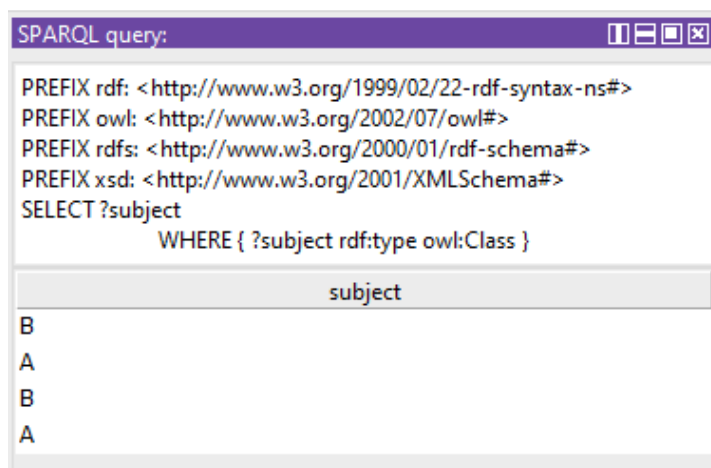 SPARQL query:
PREFIX rdf: <http://www.w3.org/1999/02/22-rdf-syntax-ns#>
PREFIX owl: <http://www.w3.org/2002/07/owl#>
PREFIX rdfs: <http://www.w3.org/2000/01/rdf-schema#>
PREFIX xsd: <http://www.w3.org/2001/XMLSchema#>
SELECT ?subject
WHERE { ?subject rdf:type owl:Class }
subject
B
A
B
A